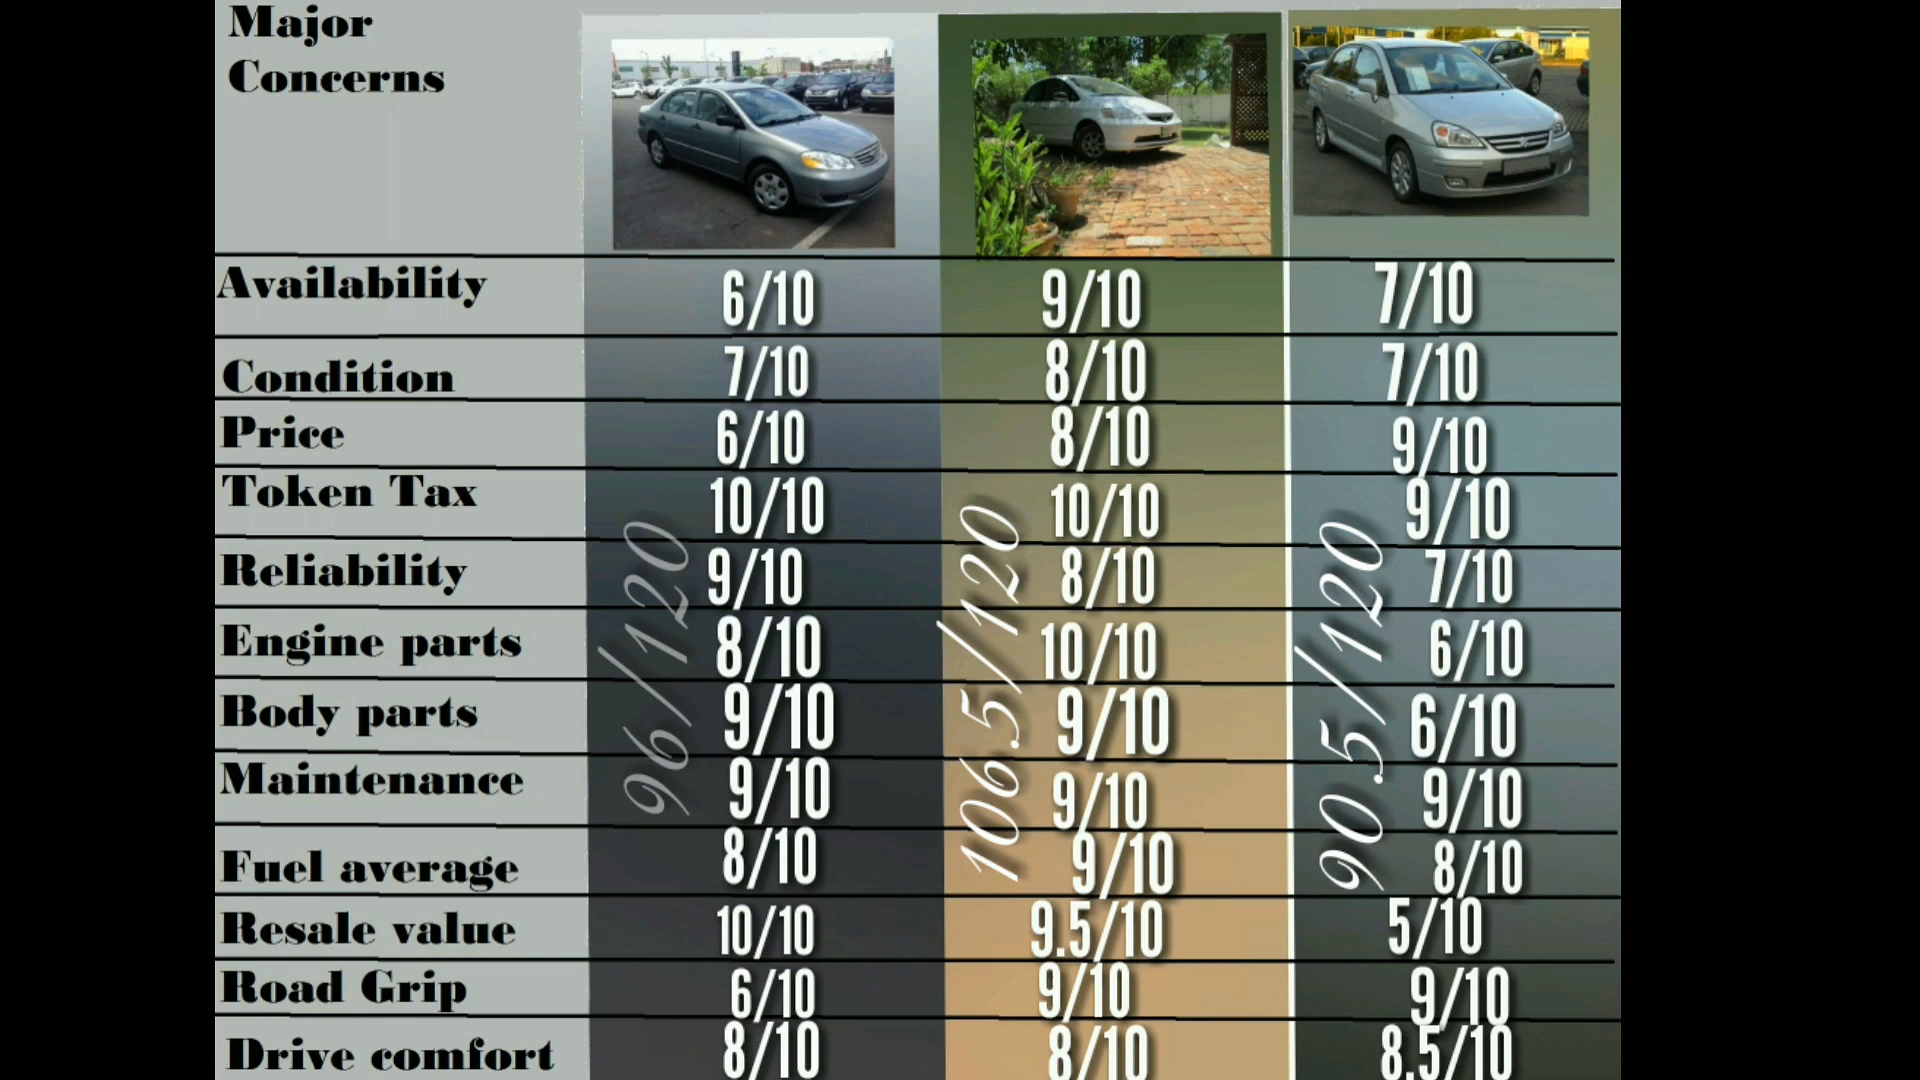 Major
Concerns
Availability 6/10 9/10 7/10
Condition 7/10 8/10 7/10
Price 6/10 8/10 9/10
Token Tax 10/10 10/10 9/10
Reliability 9/10 8/10 7/10
Engine parts 8/10 10/10 6/10
Body parts 9/10 9/10 6/10
Maintenance 9/10 9/10 9/10
Fuel average 8/10 9/10 8/10
Resale value 10/10 9.5/10 5/10
Road Grip 6/10 9/10 9/10
Drive comfort 8/10 8/10 8.5/10
96/120
106.5/120
90.5/120